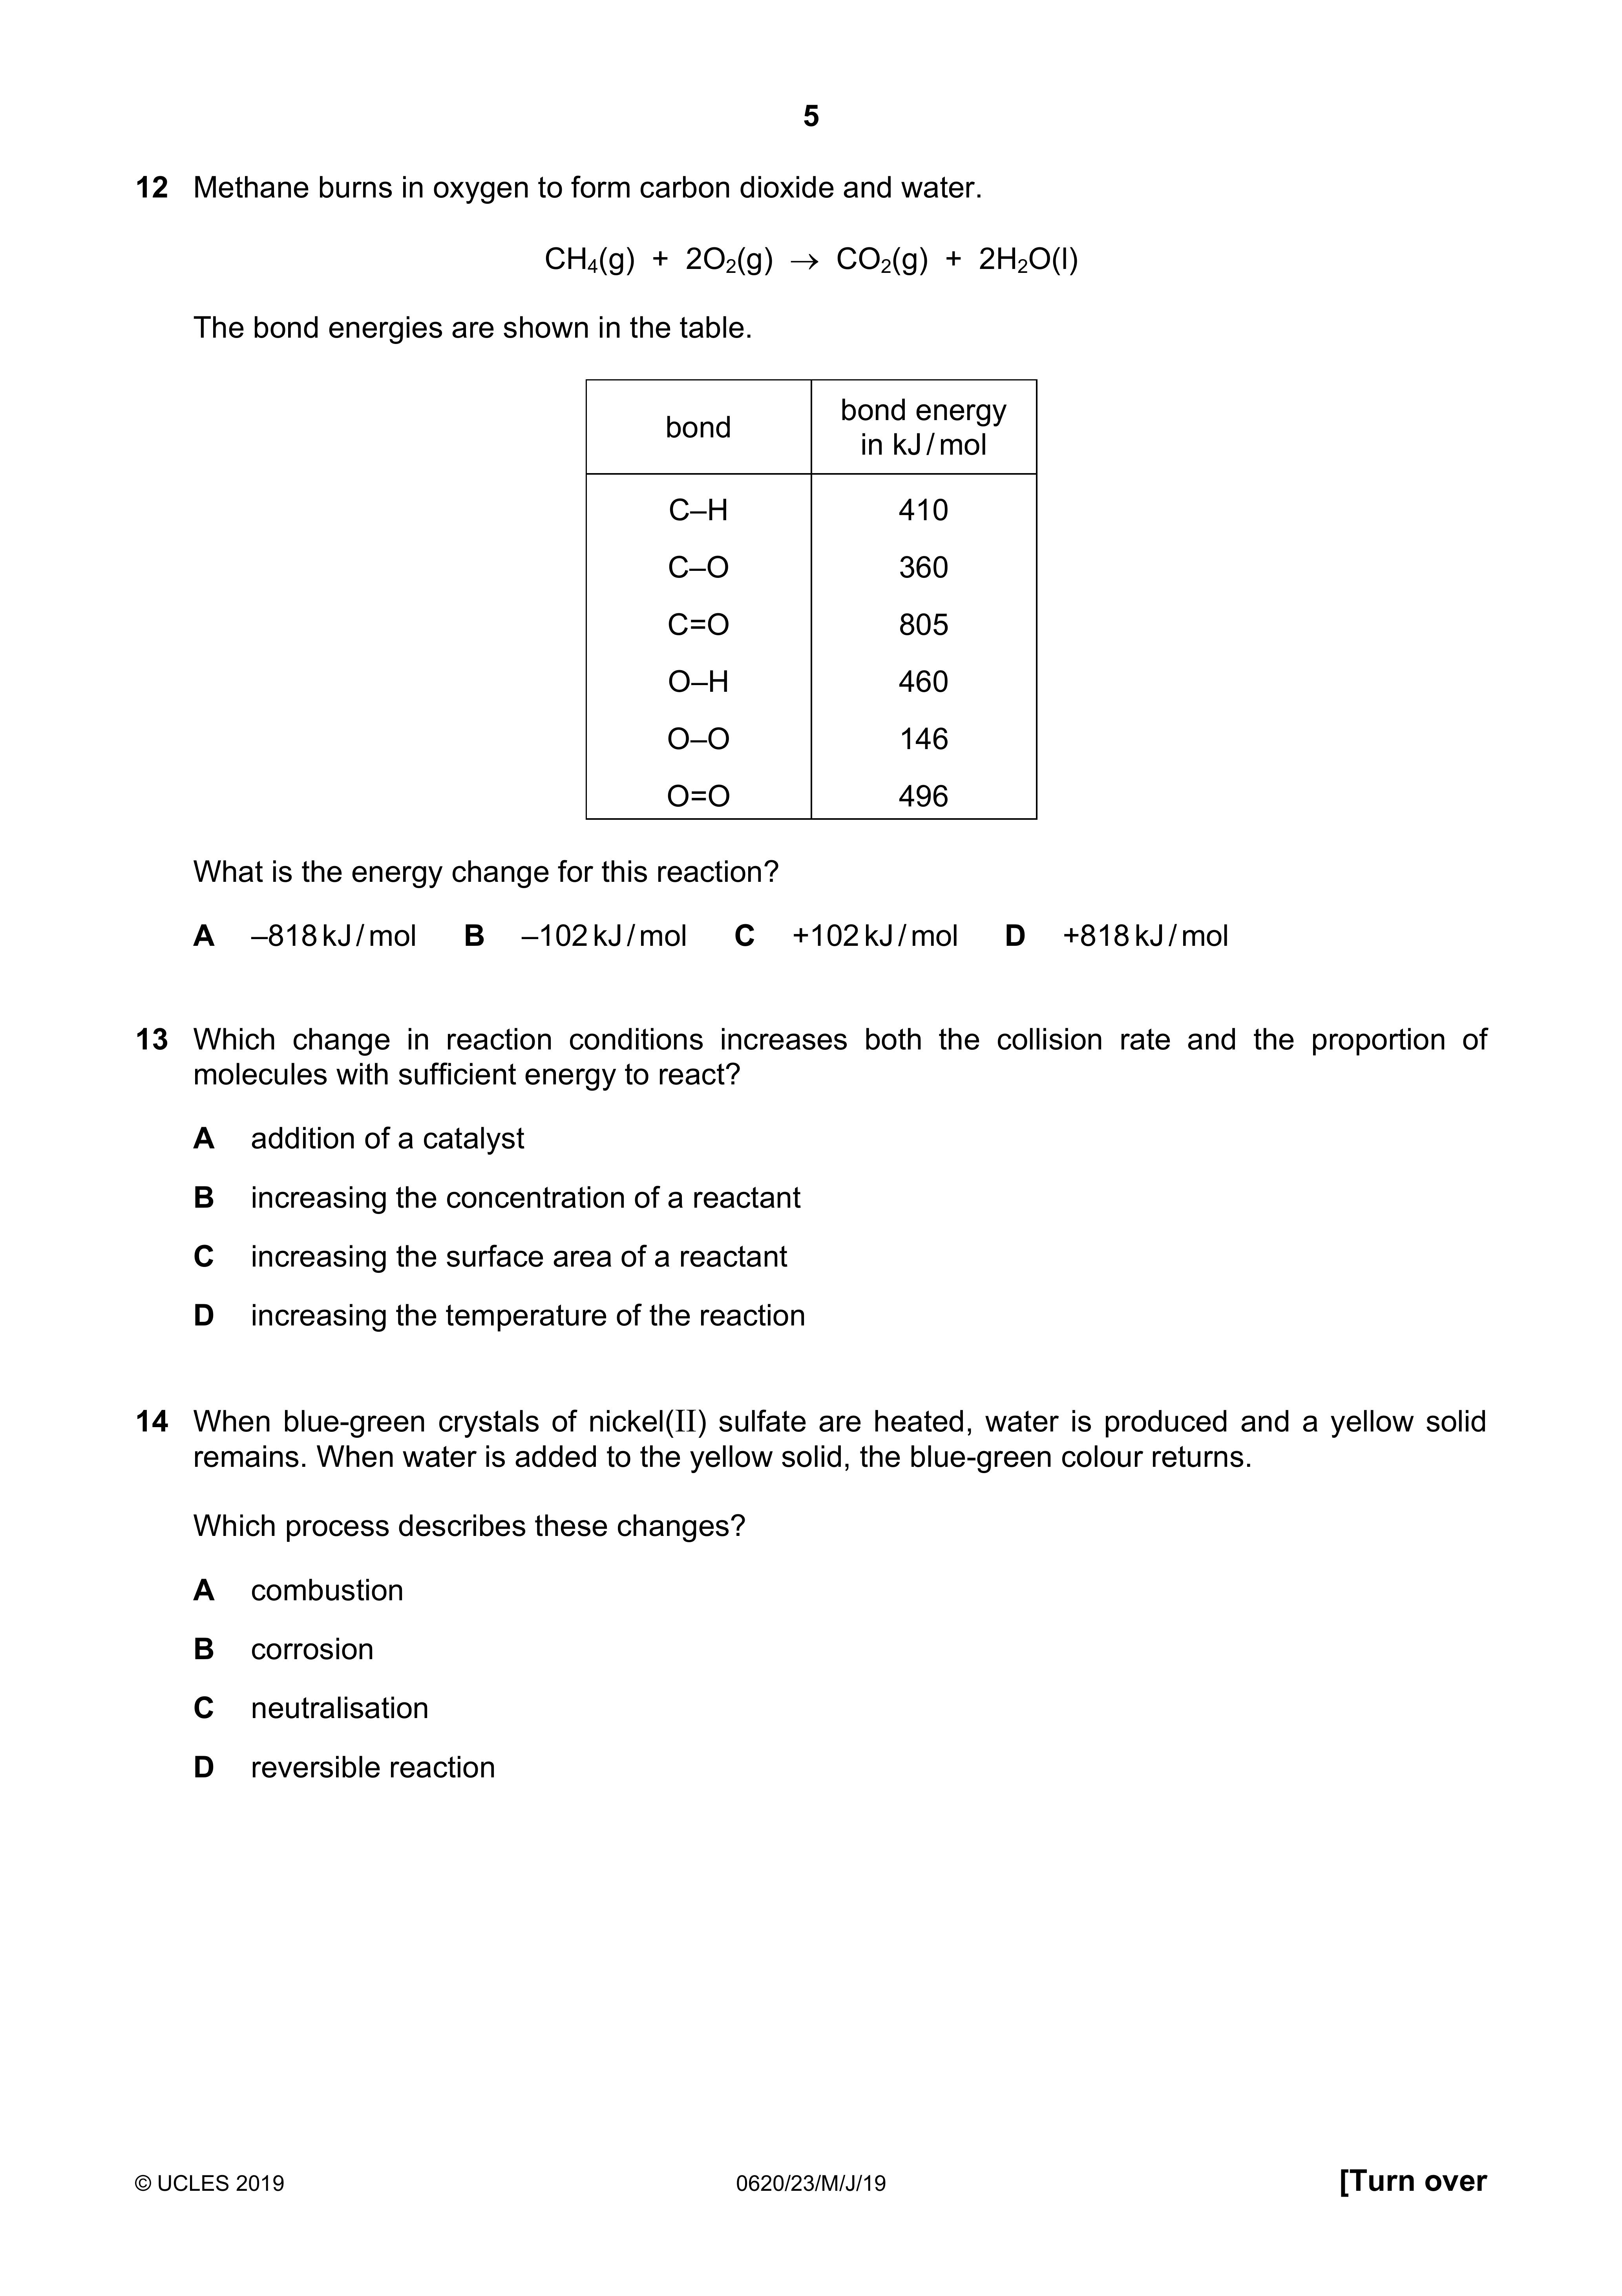 5
12 Methane burns in oxygen to form carbon dioxide and water.
CH4(g) + 2O2(g) → CO2(g) + 2H2O(l)
The bond energies are shown in the table.
bond
bond energy
in kJ/mol
C–H 410
C–O 360
C=O 805
O–H 460
O–O 146
O=O 496
What is the energy change for this reaction?
A –818 kJ/mol B –102 kJ/mol C +102 kJ/mol D +818 kJ/mol
13 Which change in reaction conditions increases both the collision rate and the proportion of
molecules with sufficient energy to react?
A addition of a catalyst
B increasing the concentration of a reactant
C increasing the surface area of a reactant
D increasing the temperature of the reaction
14 When blue-green crystals of nickel(II) sulfate are heated, water is produced and a yellow solid
remains. When water is added to the yellow solid, the blue-green colour returns.
Which process describes these changes?
A combustion
B corrosion
C neutralisation
D reversible reaction
© UCLES 2019 0620/23/M/J/19 [Turn over